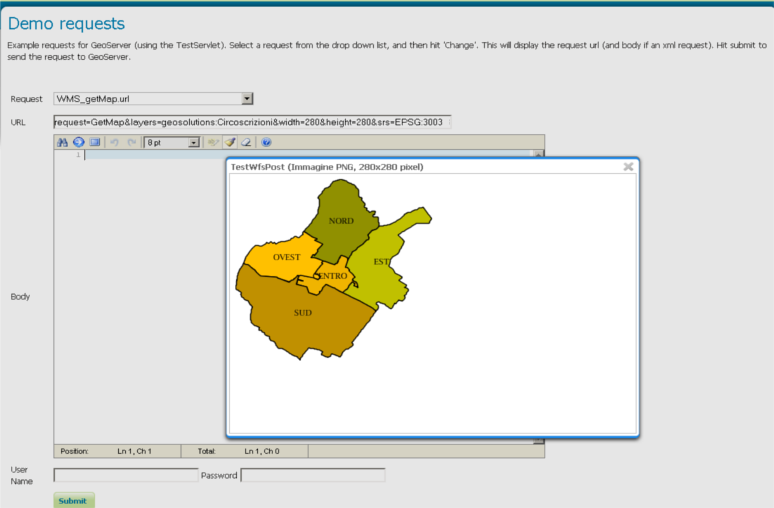 Demo requests
Example requests for GeoServer (using the TestServlet). Select a request from the drop down list, and then hit 'Change'. This will display the request url (and body if an xml request). Hit submit to
send the request to GeoServer.
Request WMS_getMap.url
URL request=GetMap&layers=geosolutions:Circoscrizioni&width=280&height=280&srs=EPSG:3003
8 pt
1
TestWfsPost (Immagine PNG, 280x280 pixel)
NORD
OVEST
EST
ENTRO
SUD
Body
Position: Ln 1, Ch 1 Total: Ln 1, Ch 0
User
Name
Password
Submit